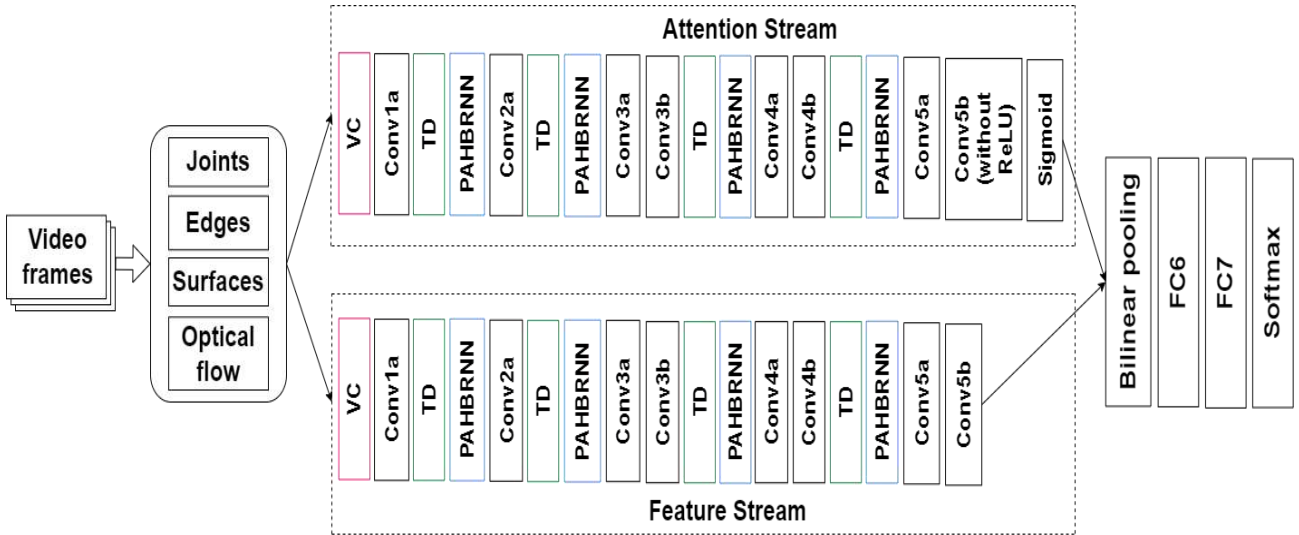 Video
frames
Joints
Edges
Surfaces
Optical
flow
Attention Stream
VC
Conv1a
TD
PAHBRNN
Conv2a
TD
PAHBRNN
Conv3a
Conv3b
TD
PAHBRNN
Conv4a
Conv4b
TD
PAHBRNN
Conv5a
Conv5b
(without
ReLU)
Sigmoid
VC
Conv1a
TD
PAHBRNN
Conv2a
TD
PAHBRNN
Conv3a
Conv3b
TD
PAHBRNN
Conv4a
Conv4b
TD
PAHBRNN
Conv5a
Conv5b
Feature Stream
Bilinear pooling
FC6
FC7
Softmax